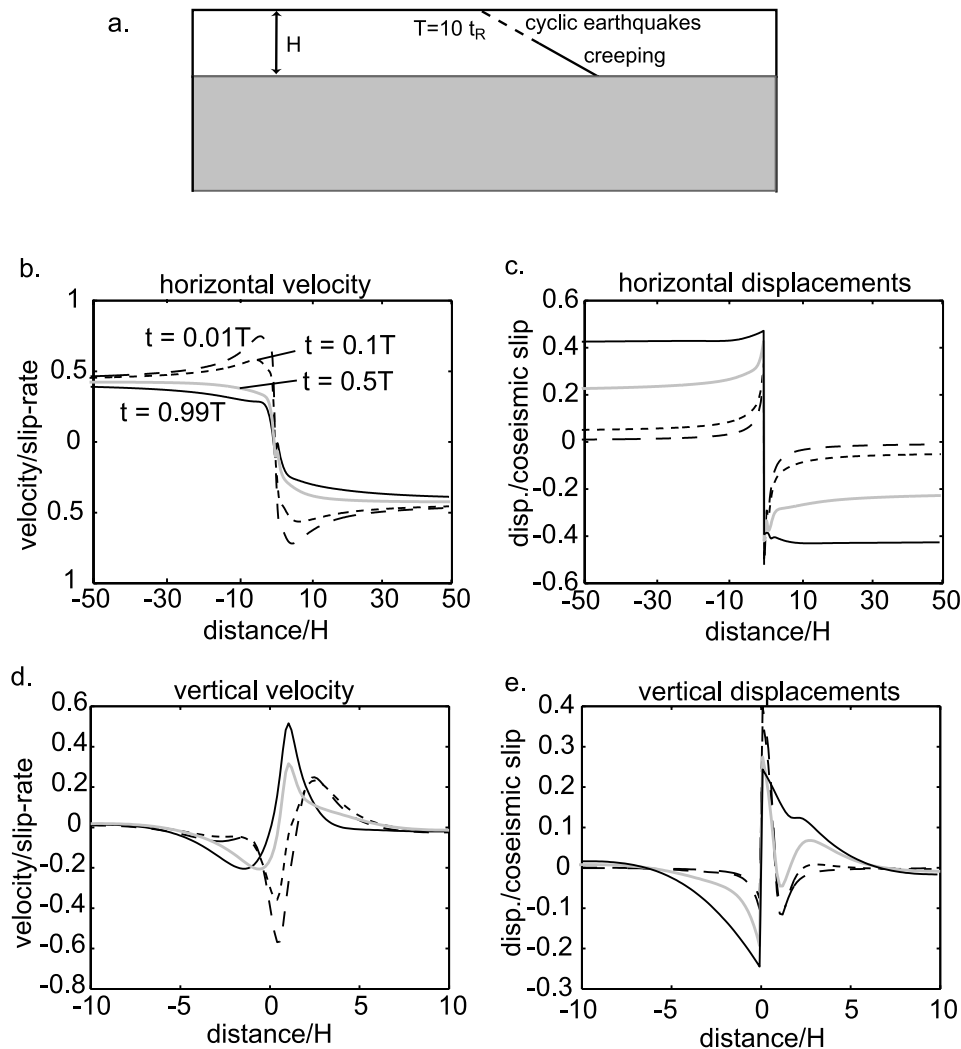 a.
H
T=10 tR
cyclic earthquakes
creeping
b.
horizontal velocity
velocity/slip-rate
1
0.5
0
0.5
1
t = 0.01T
t = 0.1T
t = 0.5T
t = 0.99T
-50 -30 -10 10 30 50
distance/H
c.
horizontal displacements
disp./coseismic slip
0.6
0.4
0.2
0
-0.2
-0.4
-0.6
-50 -30 -10 10 30 50
distance/H
d.
vertical velocity
velocity/slip-rate
0.6
0.4
0.2
0
-0.2
-0.4
-0.6
-0.8
-10 -5 0 5 10
distance/H
e.
vertical displacements
disp./coseismic slip
0.4
0.3
0.2
0.1
0
-0.1
-0.2
-0.3
-10 -5 0 5 10
distance/H